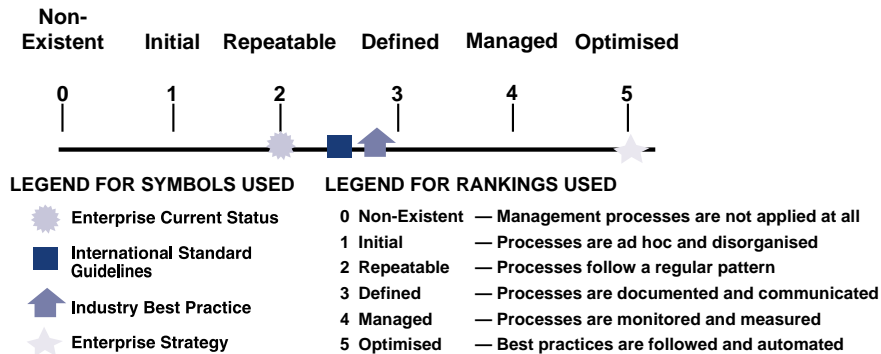 Non-
Existent Initial Repeatable Defined Managed Optimised
0 1 2 3 4 5
LEGEND FOR SYMBOLS USED
Enterprise Current Status
International Standard
Guidelines
Industry Best Practice
Enterprise Strategy
LEGEND FOR RANKINGS USED
0 Non-Existent — Management processes are not applied at all
1 Initial — Processes are ad hoc and disorganised
2 Repeatable — Processes follow a regular pattern
3 Defined — Processes are documented and communicated
4 Managed — Processes are monitored and measured
5 Optimised — Best practices are followed and automated